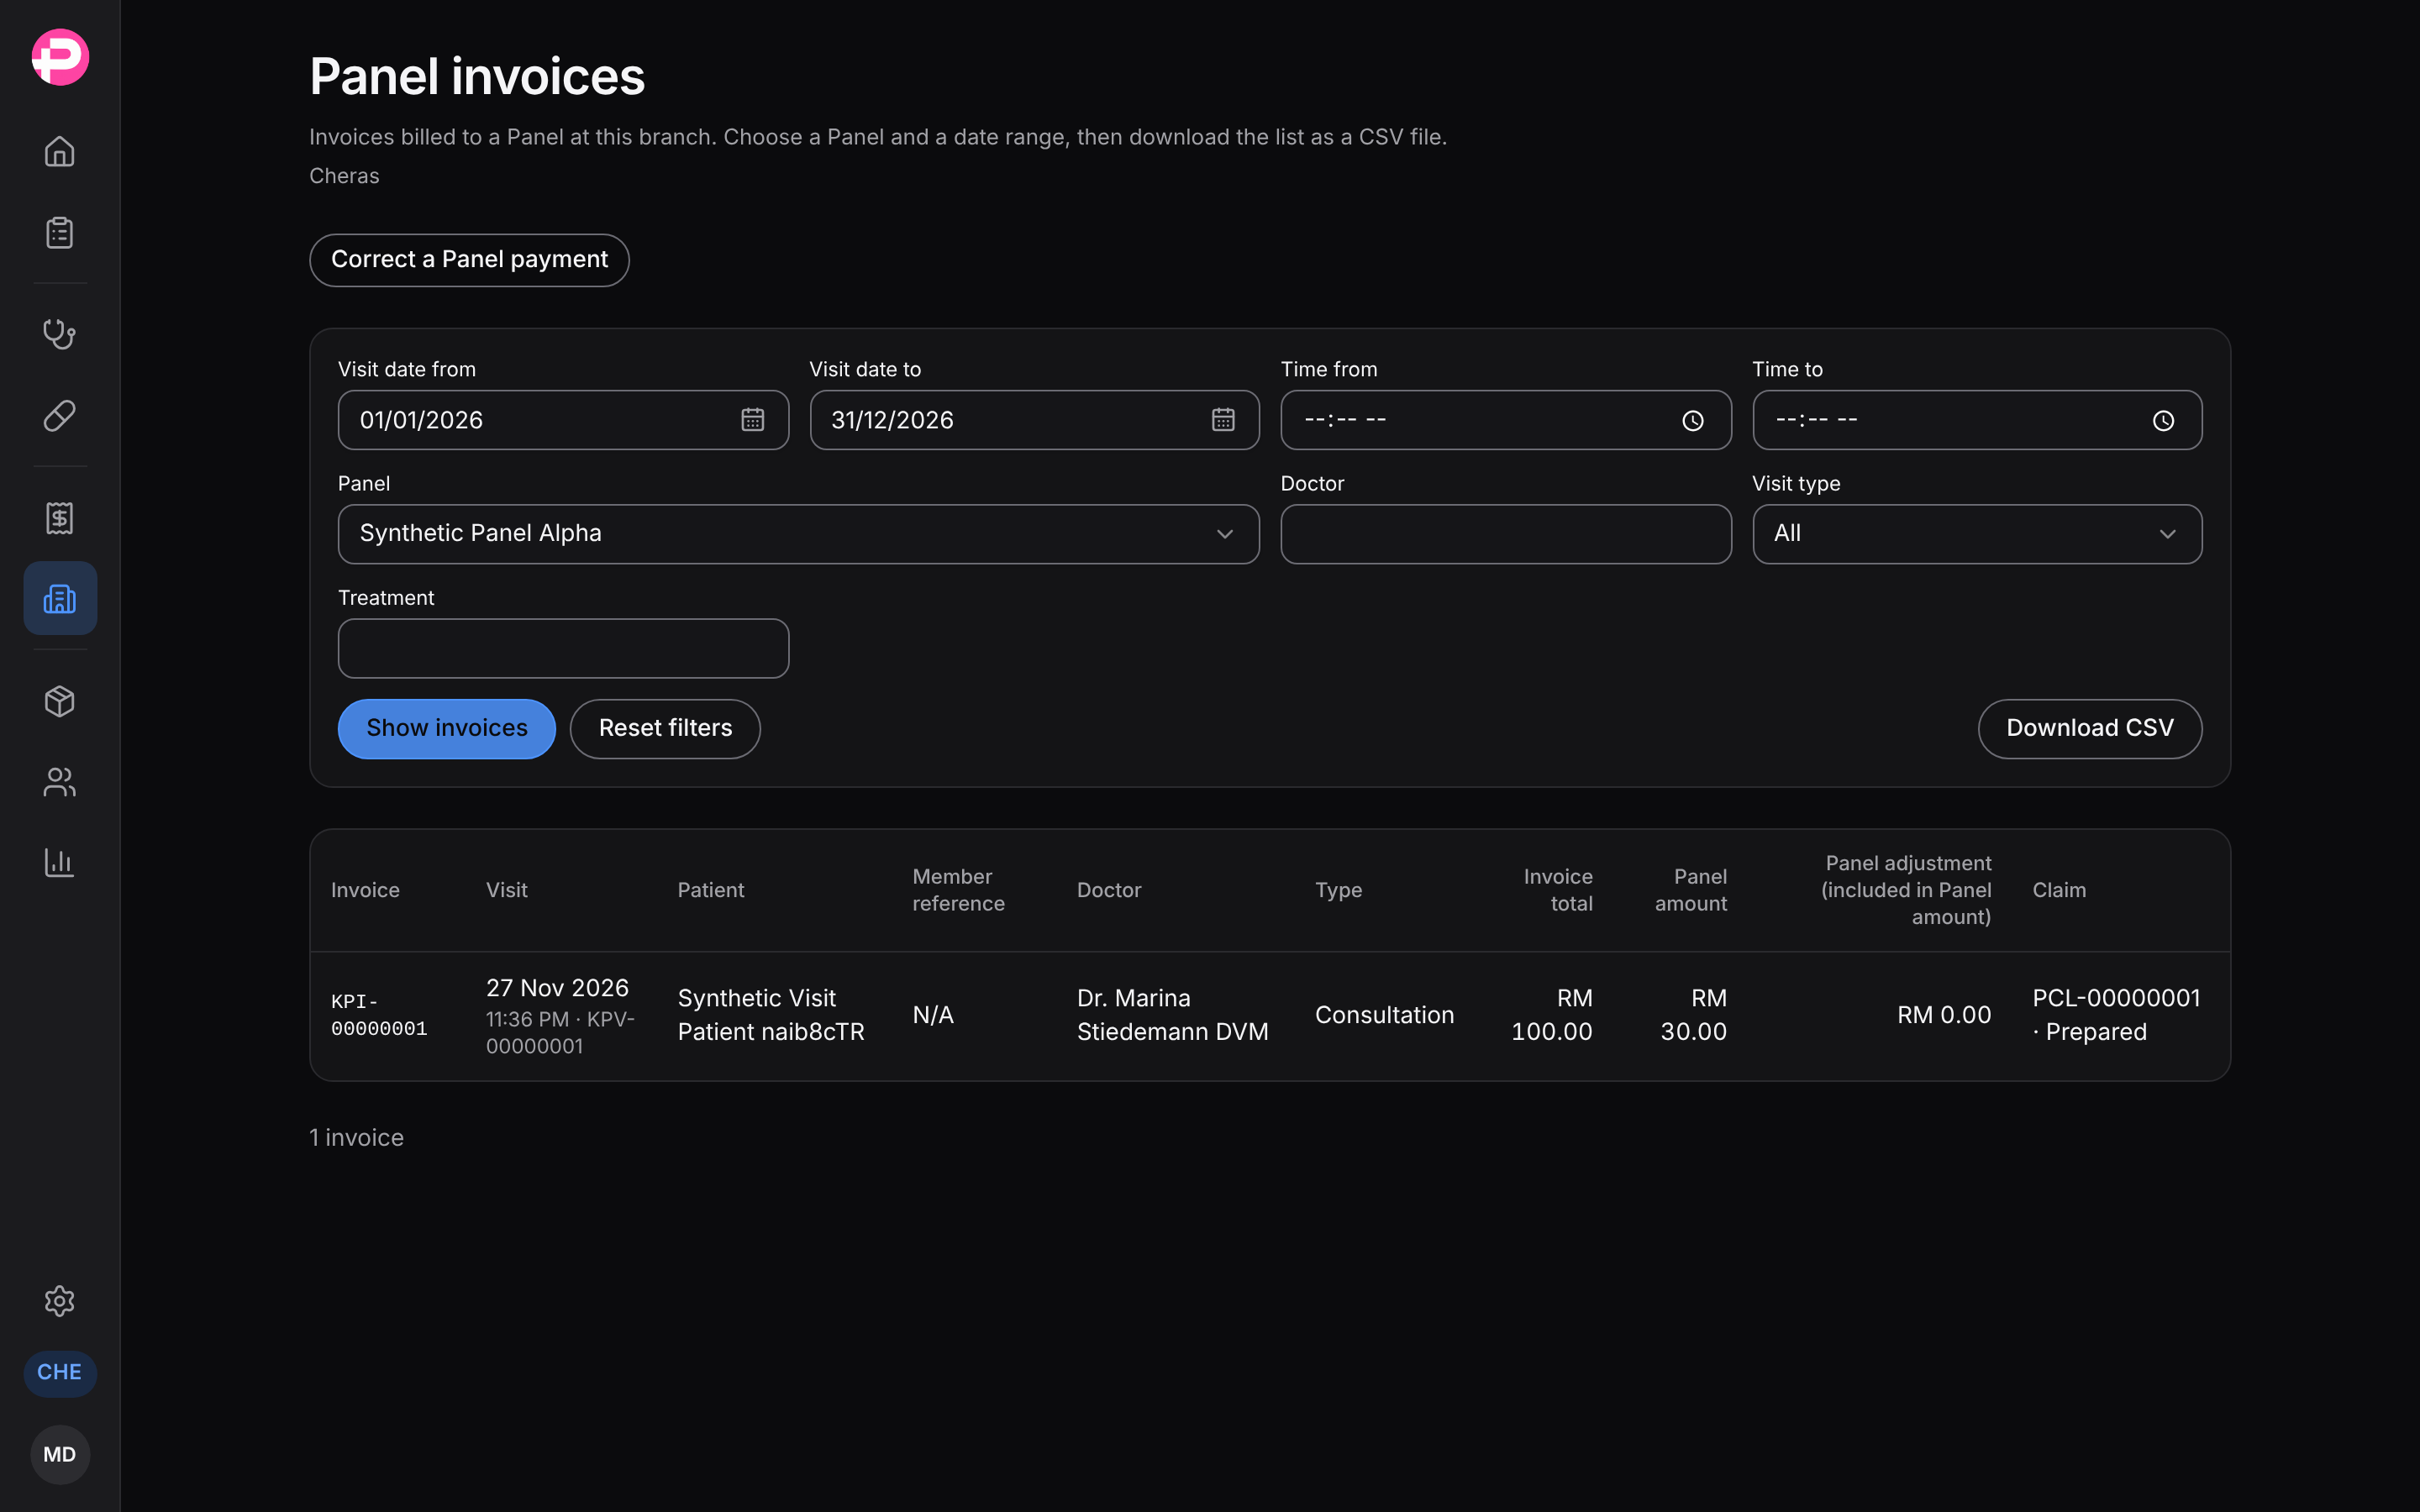 Panel invoices
Invoices billed to a Panel at this branch. Choose a Panel and a date range, then download the list as a CSV file.
Cheras
Correct a Panel payment
Visit date from
Visit date to
Time from
Time to
01/01/2026
31/12/2026
--:-- --
--:-- --
Panel
Doctor
Visit type
Synthetic Panel Alpha
All
Treatment
Show invoices
Reset filters
Download CSV
Invoice
Visit
Patient
Member
reference
Doctor
Type
Invoice
total
Panel
amount
Panel adjustment
(included in Panel
amount)
Claim
KPI-
00000001
27 Nov 2026
11:36 PM · KPV-
00000001
Synthetic Visit
Patient naib8cTR
N/A
Dr. Marina
Stiedemann DVM
Consultation
RM
100.00
RM
30.00
RM 0.00
PCL-00000001
· Prepared
1 invoice
CHE
MD